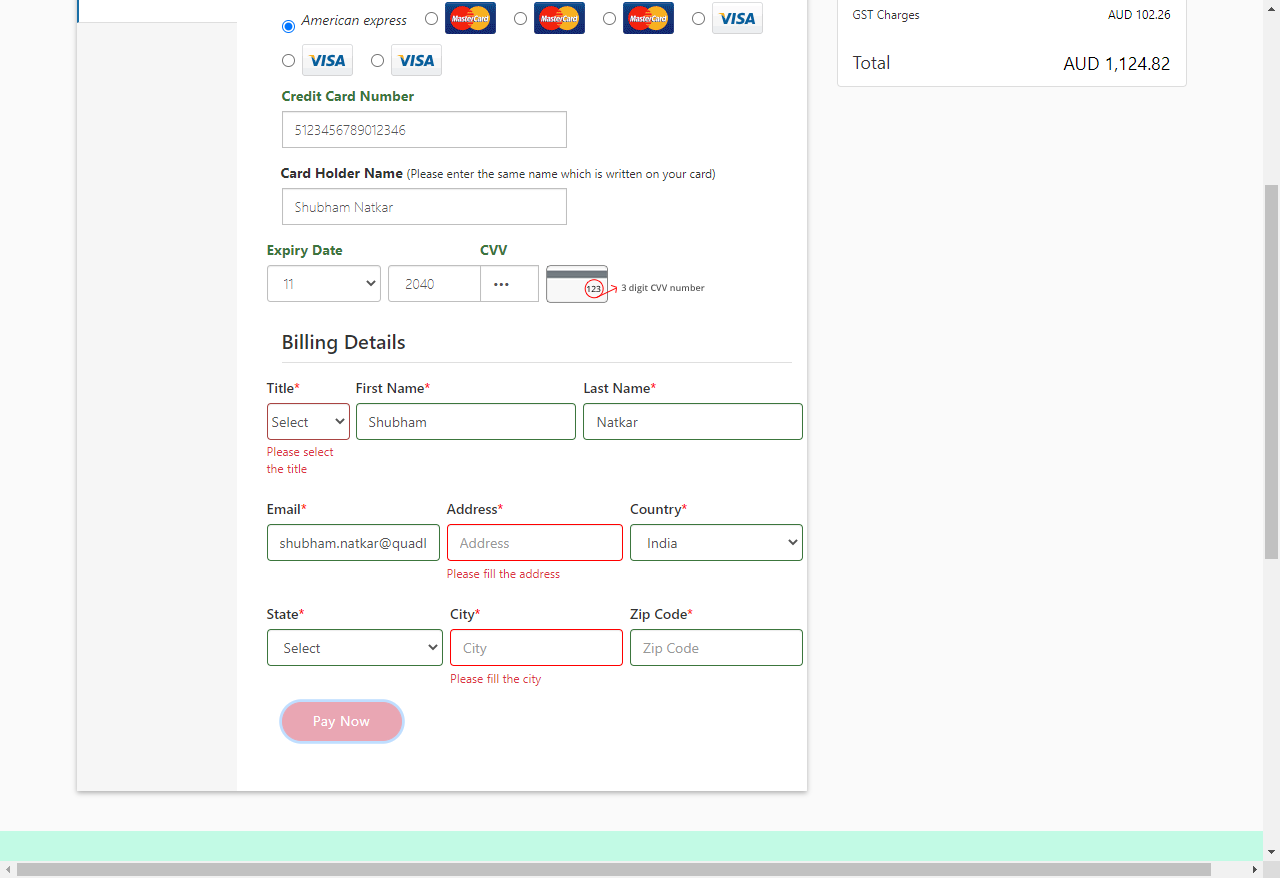 American express MasterCard MasterCard MasterCard VISA
VISA VISA
GST Charges AUD 102.26
Total AUD 1,124.82
Credit Card Number
5123456789012346
Card Holder Name (Please enter the same name which is written on your card)
Shubham Natkar
Expiry Date CVV
11 2040 ••• 123 3 digit CVV number
Billing Details
Title* First Name* Last Name*
Select Shubham Natkar
Please select
the title
Email* Address* Country*
shubham.natkar@quadl Address India
Please fill the address
State* City* Zip Code*
Select City Zip Code
Please fill the city
Pay Now